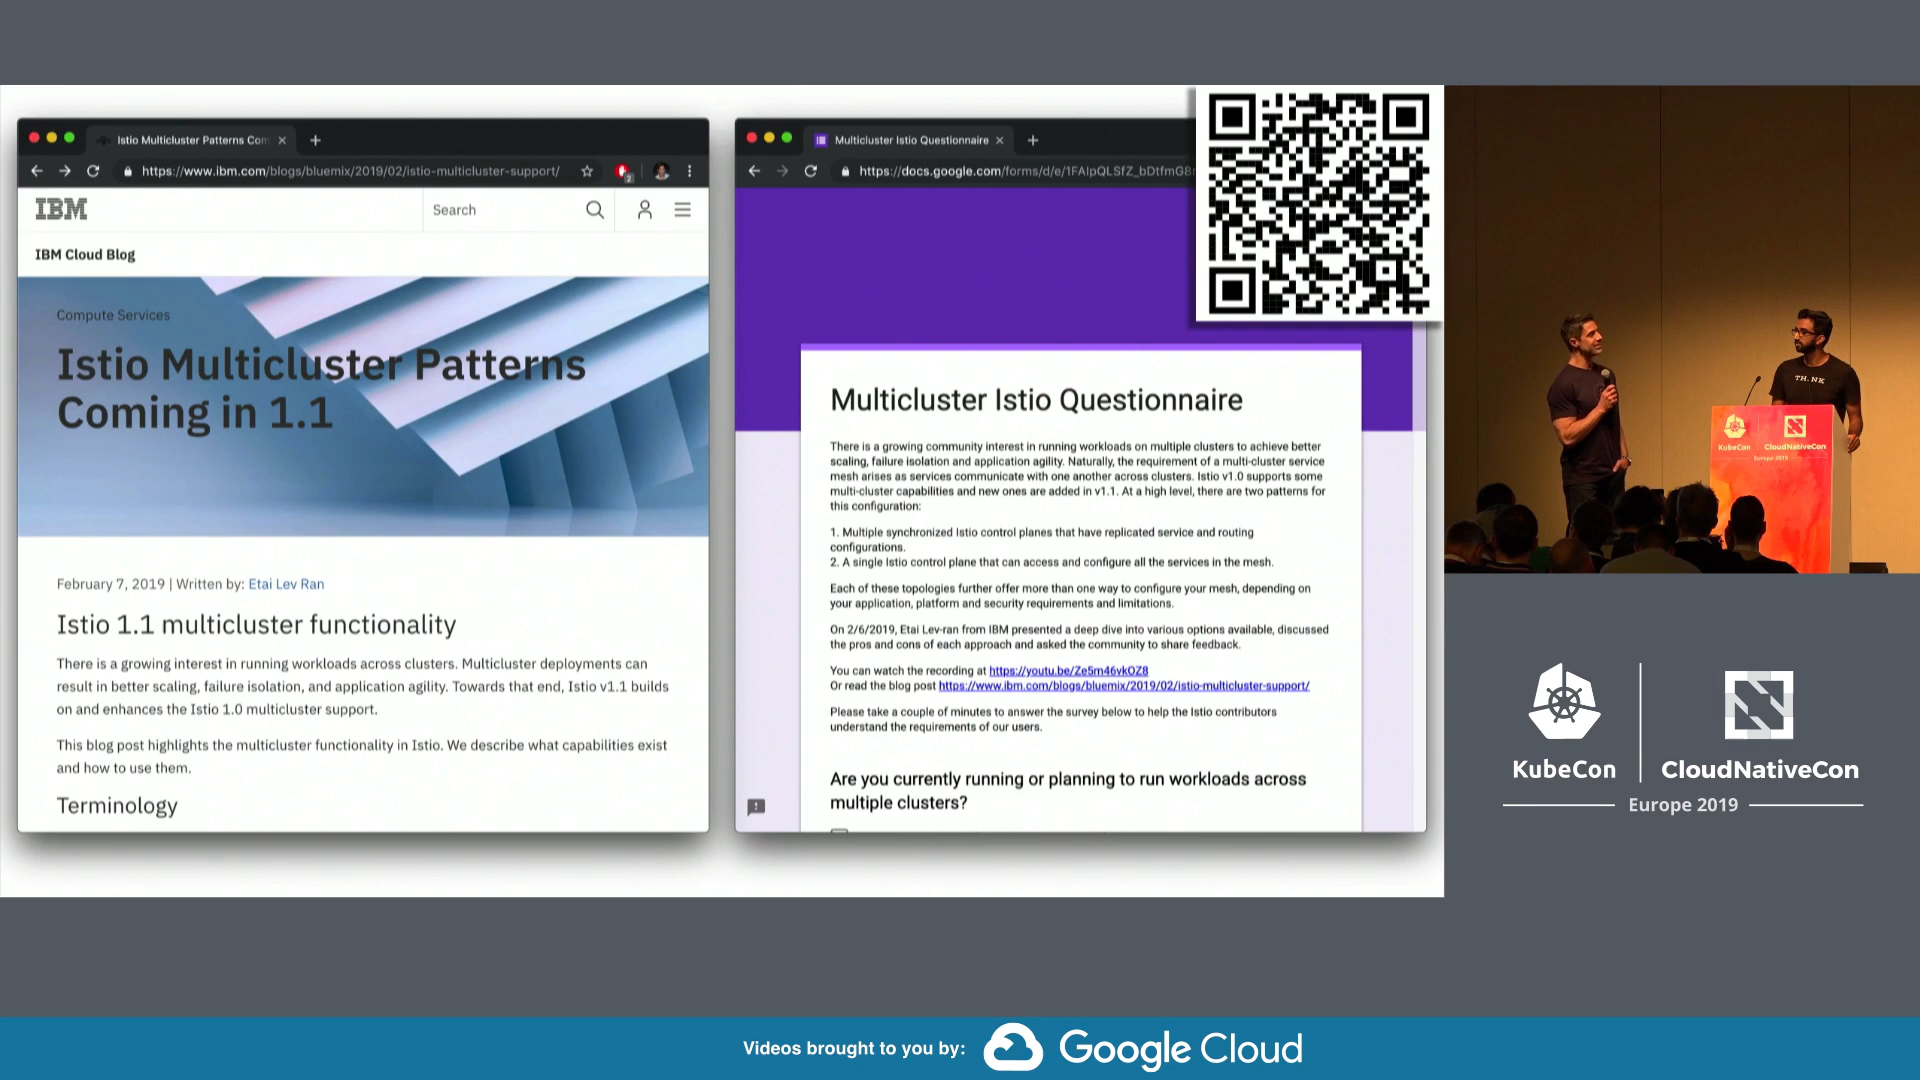 Istio Multicluster Patterns Com
https://www.ibm.com/blogs/bluemix/2019/02/istio-multicluster-support/
IBM
Search
IBM Cloud Blog
Compute Services
Istio Multicluster Patterns
Coming in 1.1
February 7, 2019 | Written by: Etai Lev Ran
Istio 1.1 multicluster functionality
There is a growing interest in running workloads across clusters. Multicluster deployments can
result in better scaling, failure isolation, and application agility. Towards that end, Istio v1.1 builds
on and enhances the Istio 1.0 multicluster support.
This blog post highlights the multicluster functionality in Istio. We describe what capabilities exist
and how to use them.
Terminology
Multicluster Istio Questionnaire
https://docs.google.com/forms/d/e/1FAIpQLSfZ_bDtfmG8
Multicluster Istio Questionnaire
There is a growing community interest in running workloads on multiple clusters to achieve better
scaling, failure isolation and application agility. Naturally, the requirement of a multi-cluster service
mesh arises as services communicate with one another across clusters. Istio v1.0 supports some
multi-cluster capabilities and new ones are added in v1.1. At a high level, there are two patterns for
this configuration:
1. Multiple synchronized Istio control planes that have replicated service and routing
configurations.
2. A single Istio control plane that can access and configure all the services in the mesh.
Each of these topologies further offer more than one way to configure your mesh, depending on
your application, platform and security requirements and limitations.
On 2/6/2019, Etai Lev-ran from IBM presented a deep dive into various options available, discussed
the pros and cons of each approach and asked the community to share feedback.
You can watch the recording at https://youtu.be/Ze5m46vkOZ8
Or read the blog post https://www.ibm.com/blogs/bluemix/2019/02/istio-multicluster-support/
Please take a couple of minutes to answer the survey below to help the Istio contributors
understand the requirements of our users.
Are you currently running or planning to run workloads across
multiple clusters?
TH.NK
KubeCon
CloudNativeCon
Europe 2019
KubeCon
CloudNativeCon
Europe 2019
Videos brought to you by:
Google Cloud